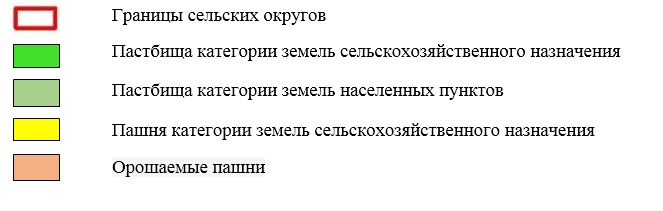 Границы сельских округов
Пастбища категории земель сельскохозяйственного назначения
Пастбища категории земель населенных пунктов
Пашня категории земель сельскохозяйственного назначения
Орошаемые пашни